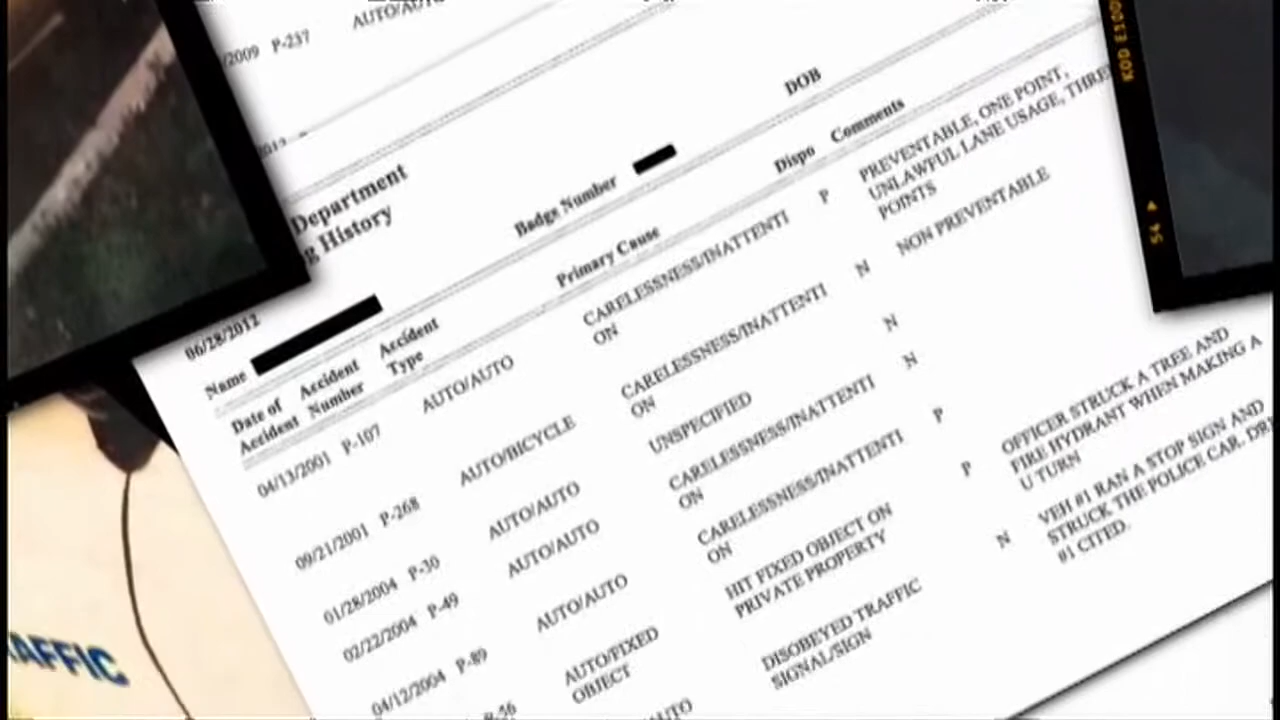 /2009 P-237 AUTO/AUTO
Department
g History
06/28/2012
Name
Badge Number
DOB
Date of Accident
Accident Number
Accident Type
Primary Cause
Dispo
Comments
04/13/2001 P-107 AUTO/AUTO CARELESSNESS/INATTENTI ON P PREVENTABLE, ONE POINT,
UNLAWFUL LANE USAGE, THRE
POINTS
09/21/2001 P-268 AUTO/BICYCLE CARELESSNESS/INATTENTI ON N NON PREVENTABLE
01/28/2004 P-30 AUTO/AUTO UNSPECIFIED N
02/22/2004 P-49 AUTO/AUTO CARELESSNESS/INATTENTI ON N
04/12/2004 P-89 AUTO/AUTO CARELESSNESS/INATTENTI ON P
AUTO/FIXED OBJECT HIT FIXED OBJECT ON PRIVATE PROPERTY P OFFICER STRUCK A TREE AND
FIRE HYDRANT WHEN MAKING A
U TURN
DISOBEYED TRAFFIC SIGNAL/SIGN N VEH #1 RAN A STOP SIGN AND
STRUCK THE POLICE CAR. DRI
#1 CITED.
RAFFIC
KOD E100
54